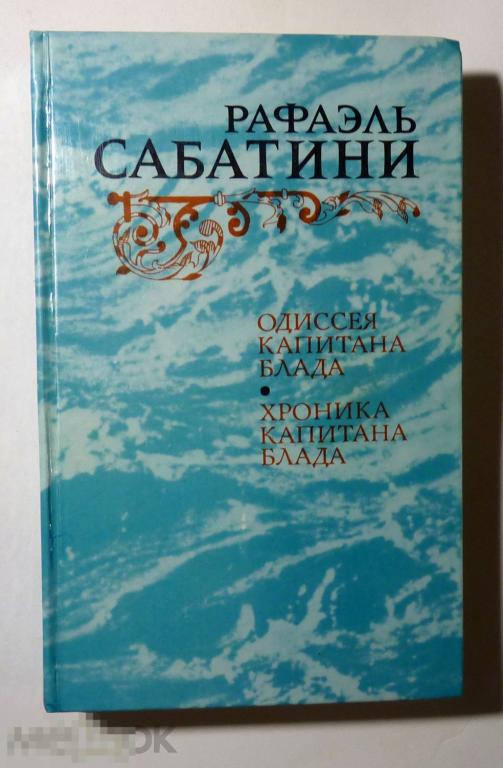 РАФАЭЛЬ
САБАТИНИ
ОДИССЕЯ
КАПИТАНА
БЛАДА
•
ХРОНИКА
КАПИТАНА
БЛАДА